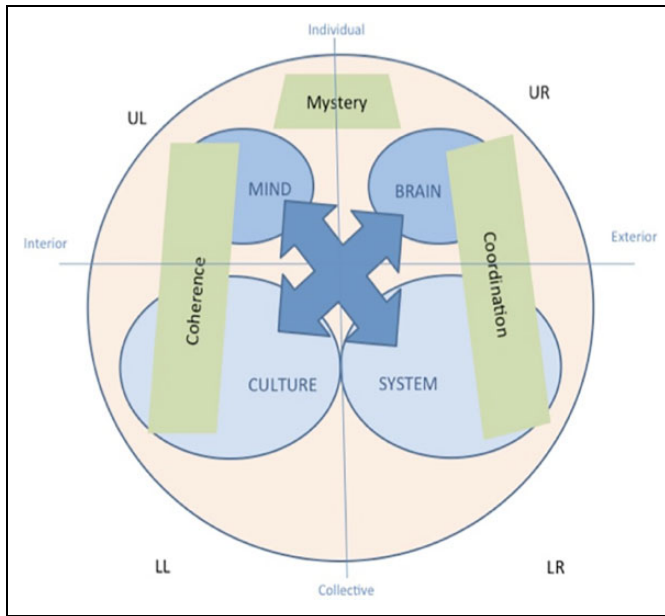 Individual
UL
Mystery
UR
MIND
BRAIN
Interior
Exterior
Coherence
Coordination
CULTURE
SYSTEM
LL
LR
Collective